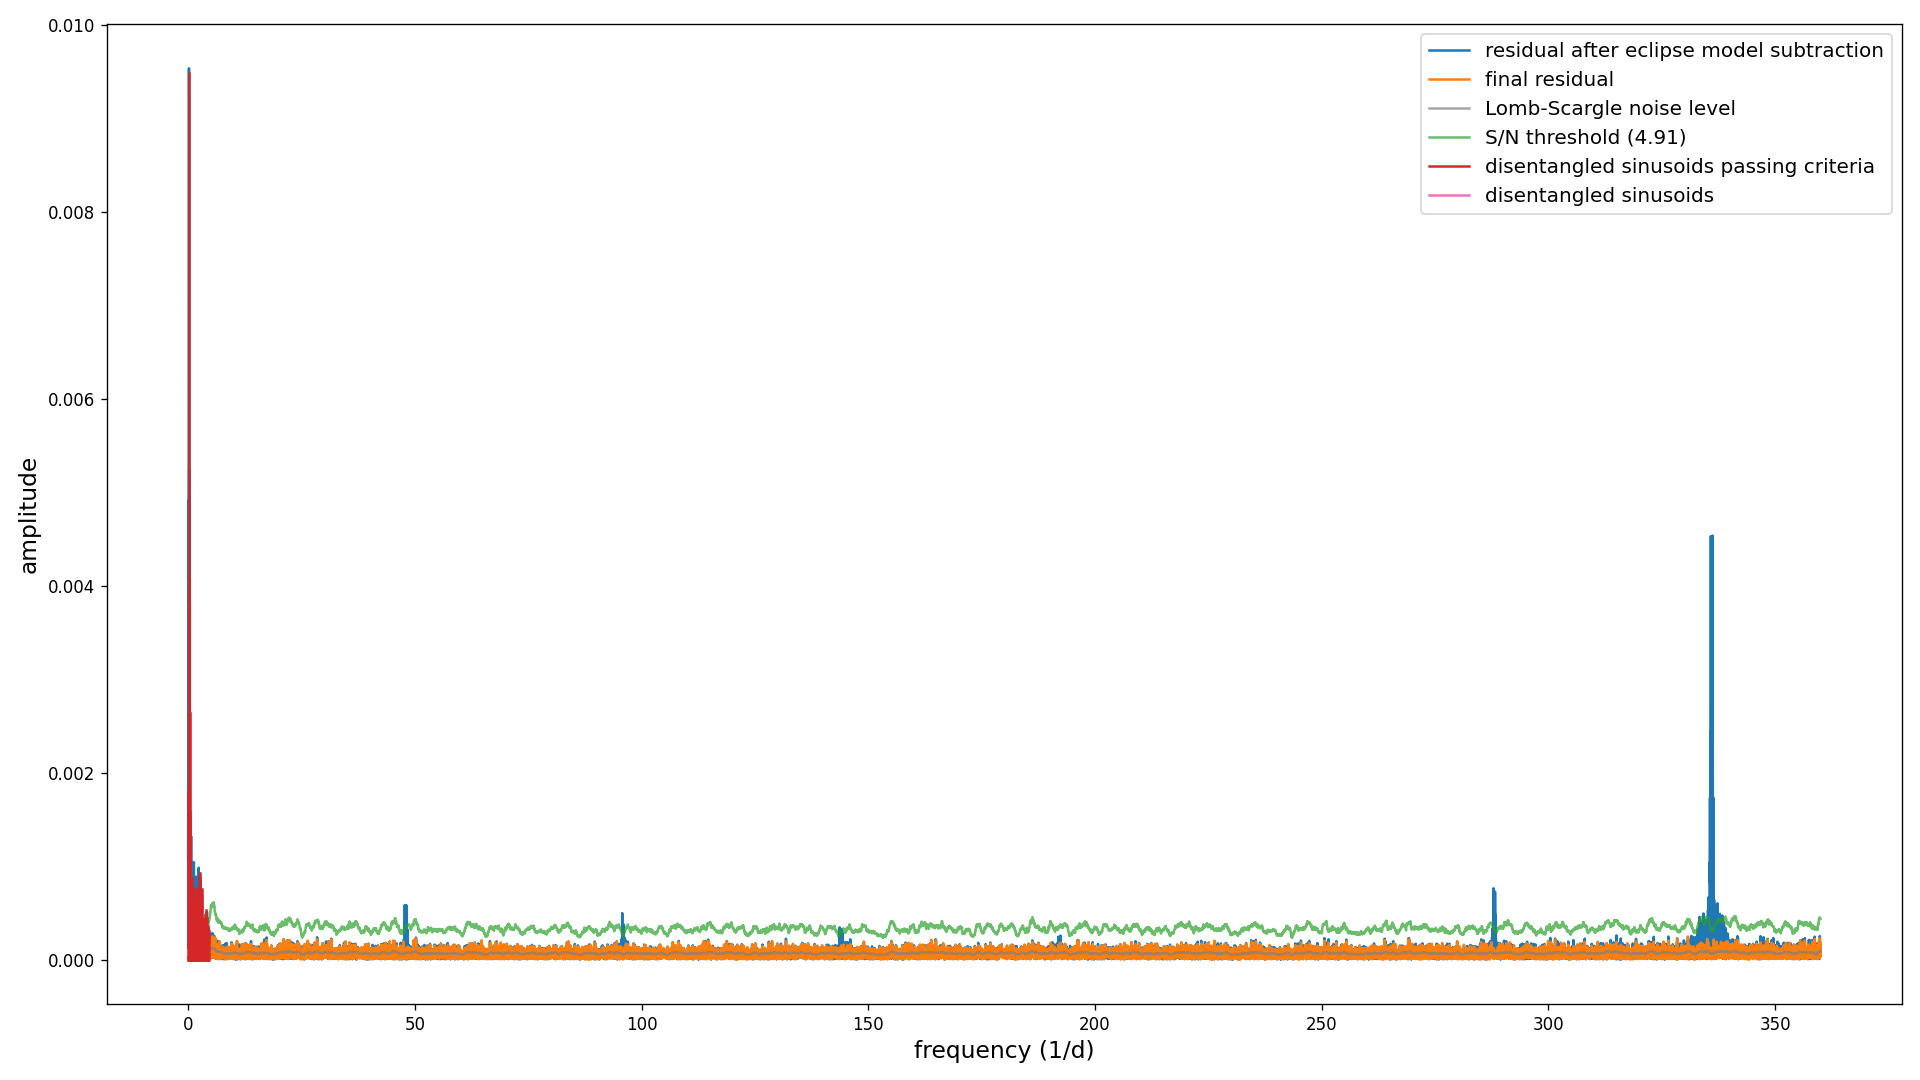 residual after eclipse model subtraction
final residual
Lomb-Scargle noise level
S/N threshold (4.91)
disentangled sinusoids passing criteria
disentangled sinusoids
0.010
0.008
0.006
0.004
0.002
0.000
amplitude
0 50 100 150 200 250 300 350
frequency (1/d)